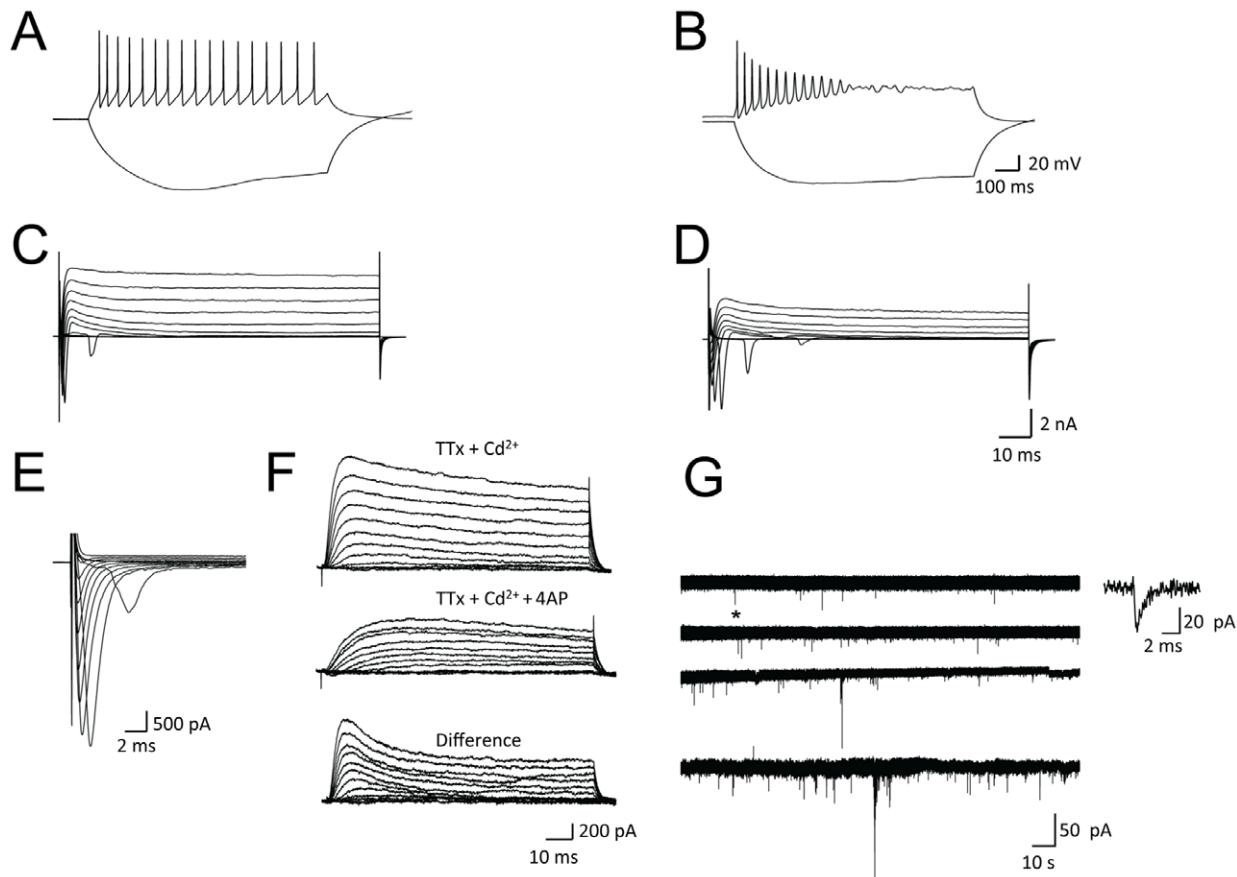 A
B
20 mV
100 ms
C
D
2 nA
10 ms
E
F
TTx + Cd²⁺
G
TTx + Cd²⁺ + 4AP
*
20 pA
2 ms
500 pA
2 ms
Difference
200 pA
10 ms
50 pA
10 s